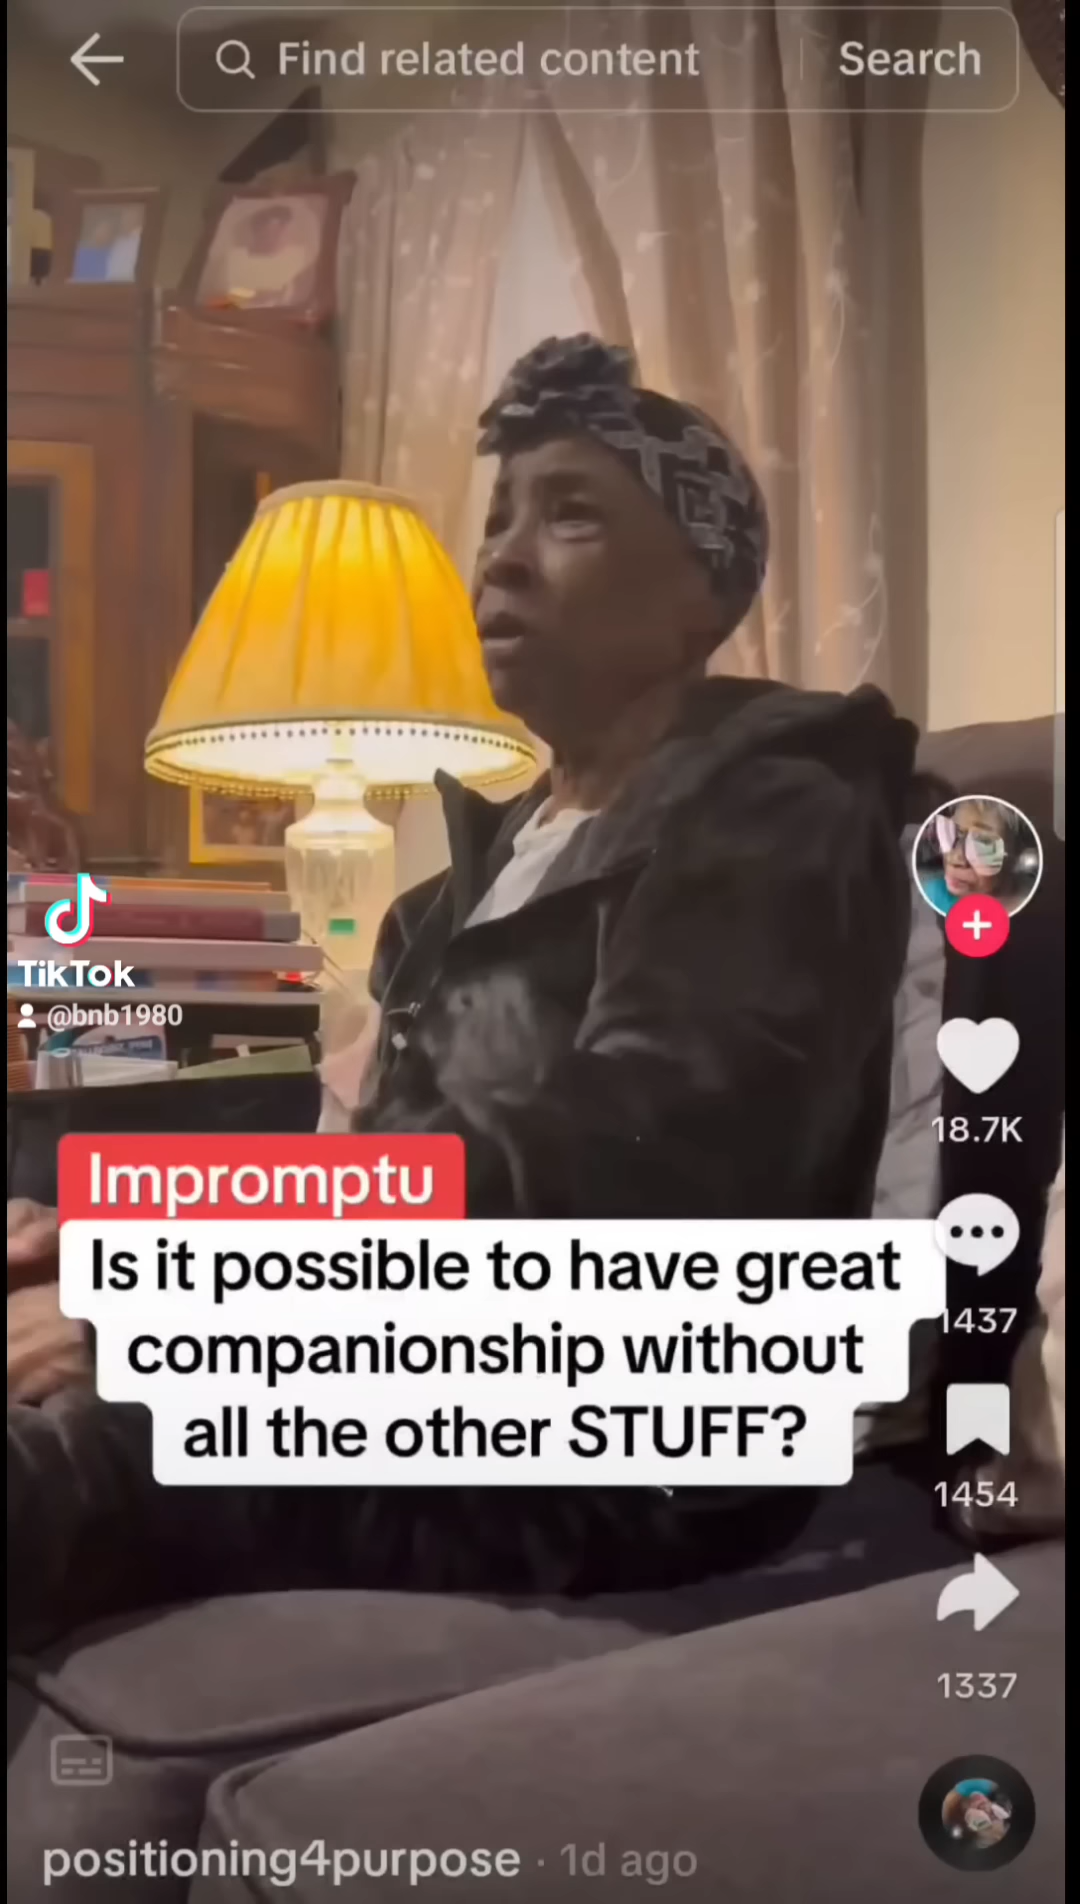 Find related content
Search
TikTok
@bnb1980
18.7K
Impromptu
Is it possible to have great
companionship without
all the other STUFF?
1437
1454
1337
positioning4purpose · 1d ago